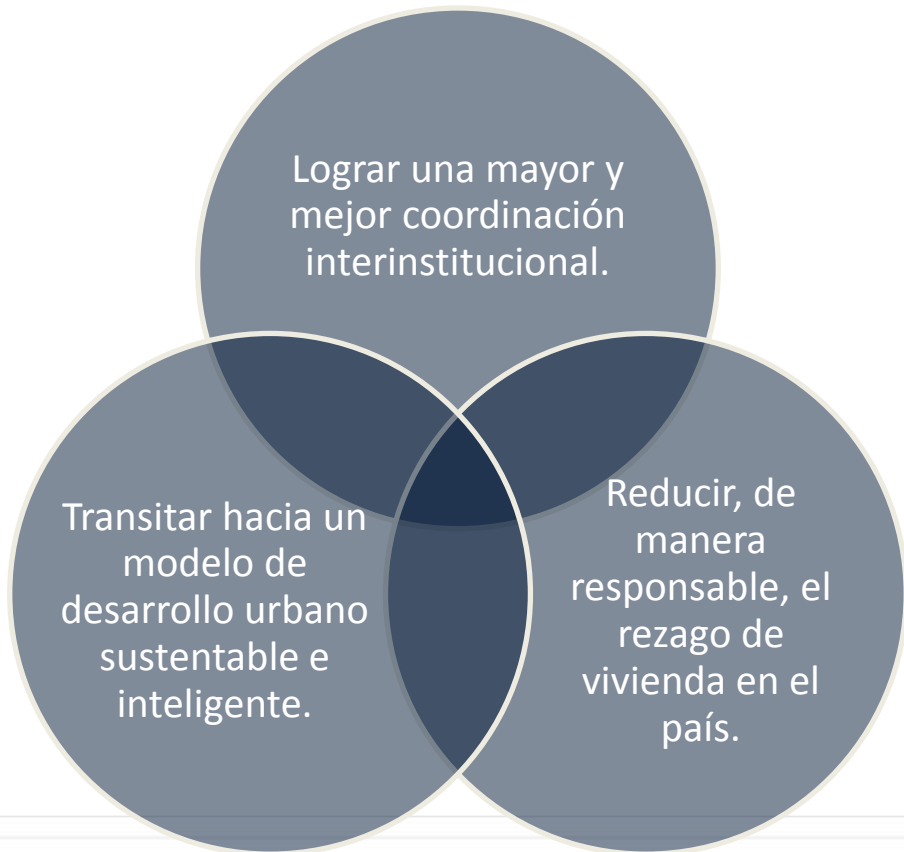 Lograr una mayor y
mejor coordinación
interinstitucional.
Transitar hacia un
modelo de
desarrollo urbano
sustentable e
inteligente.
Reducir, de
manera
responsable, el
rezago de
vivienda en el
país.